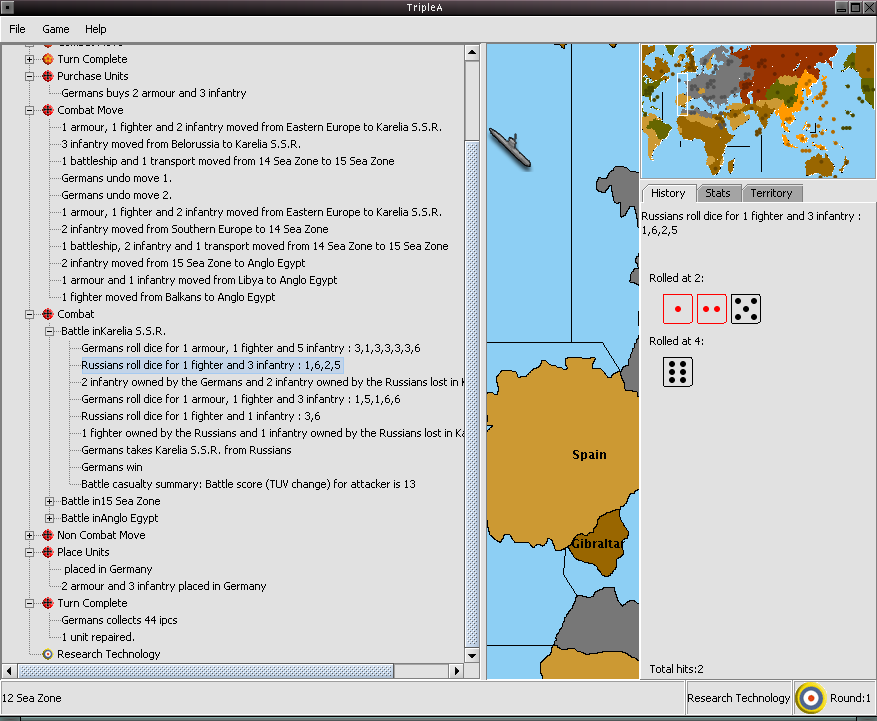 TripleA
File Game Help
Turn Complete
Purchase Units
Germans buys 2 armour and 3 infantry
Combat Move
1 armour, 1 fighter and 2 infantry moved from Eastern Europe to Karelia S.S.R.
3 infantry moved from Belorussia to Karelia S.S.R.
1 battleship and 1 transport moved from 14 Sea Zone to 15 Sea Zone
Germans undo move 1.
Germans undo move 2.
1 armour, 1 fighter and 2 infantry moved from Eastern Europe to Karelia S.S.R.
2 infantry moved from Southern Europe to 14 Sea Zone
1 battleship, 2 infantry and 1 transport moved from 14 Sea Zone to 15 Sea Zone
2 infantry moved from 15 Sea Zone to Anglo Egypt
1 armour and 1 infantry moved from Libya to Anglo Egypt
1 fighter moved from Balkans to Anglo Egypt
Combat
Battle inKarelia S.S.R.
Germans roll dice for 1 armour, 1 fighter and 5 infantry : 3,1,3,3,3,3,6
Russians roll dice for 1 fighter and 3 infantry : 1,6,2,5
2 infantry owned by the Germans and 2 infantry owned by the Russians lost in
Germans roll dice for 1 armour, 1 fighter and 3 infantry : 1,5,1,6,6
Russians roll dice for 1 fighter and 1 infantry : 3,6
1 fighter owned by the Russians and 1 infantry owned by the Germans lost in
Germans takes Karelia S.S.R. from Russians
Germans win
Battle casualty summary: Battle score (TUV change) for attacker is 13
Battle in15 Sea Zone
Battle inAnglo Egypt
Non Combat Move
Place Units
placed in Germany
2 armour and 3 infantry placed in Germany
Turn Complete
Germans collects 44 ipcs
1 unit repaired.
Research Technology
Spain
Gibraltar
History Stats Territory
Russians roll dice for 1 fighter and 3 infantry :
1,6,2,5
Rolled at 2:
Rolled at 4:
Total hits:2
12 Sea Zone
Research Technology
Round:1